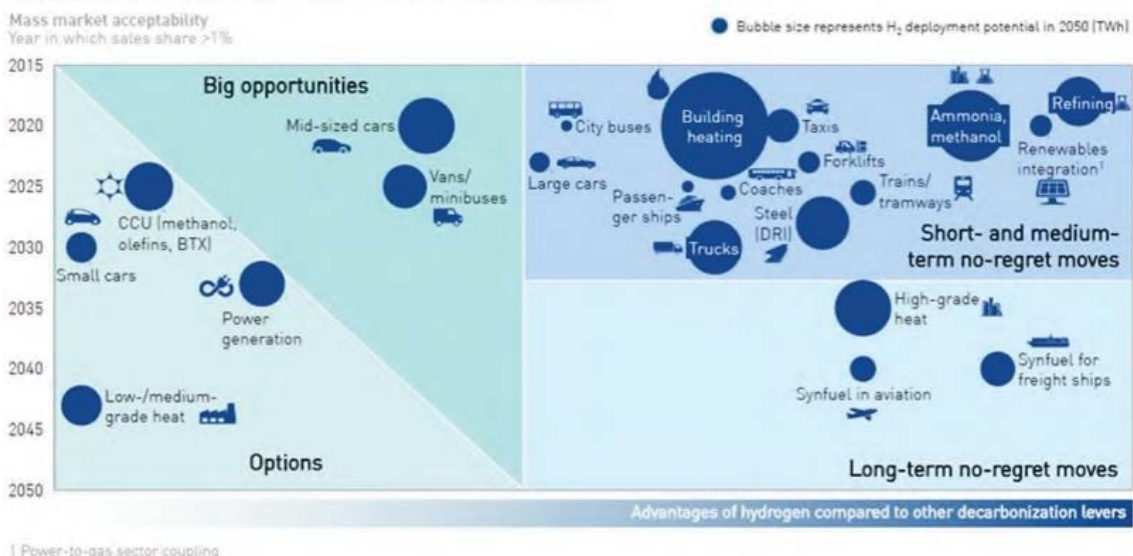 Mass market acceptability
Year in which sales share >1%
Bubble size represents H₂ deployment potential in 2050 (TWh)
2015
2020
2025
2030
2035
2040
2045
2050
Big opportunities
Mid-sized cars
Vans/
minibuses
CCU (methanol,
olefins, BTX)
Small cars
Power
generation
Low-/medium-
grade heat
Options
City buses
Building
heating
Taxis
Ammonia,
methanol
Refining
Large cars
Forklifts
Renewables
integration¹
Passen-
ger ships
Coaches
Trains/
tramways
Steel
(DRI)
Trucks
Short- and medium-
term no-regret moves
High-grade
heat
Synfuel in aviation
Synfuel for
freight ships
Long-term no-regret moves
Advantages of hydrogen compared to other decarbonization levers
1 Power-to-gas sector coupling